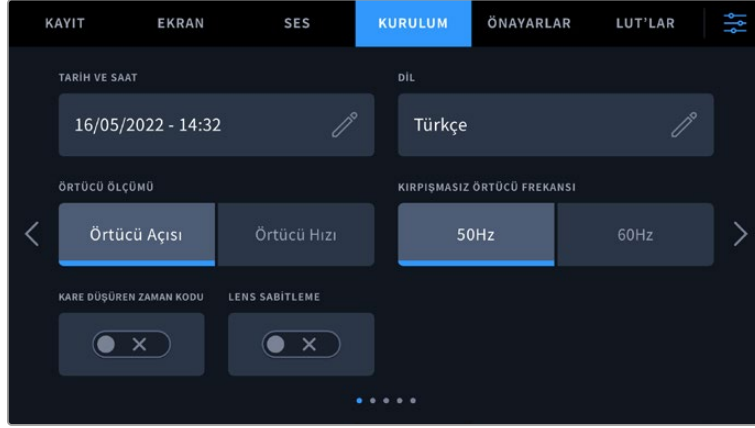 KAYIT EKRAN SES KURULUM ÖNAYARLAR LUT'LAR
TARİH VE SAAT DİL
16/05/2022 - 14:32 Türkçe
ÖRTÜCÜ ÖLÇÜMÜ KIRPIŞMASIZ ÖRTÜCÜ FREKANSI
Örtücü Açısı Örtücü Hızı 50Hz 60Hz
KARE DÜŞÜREN ZAMAN KODU LENS SABİTLEME